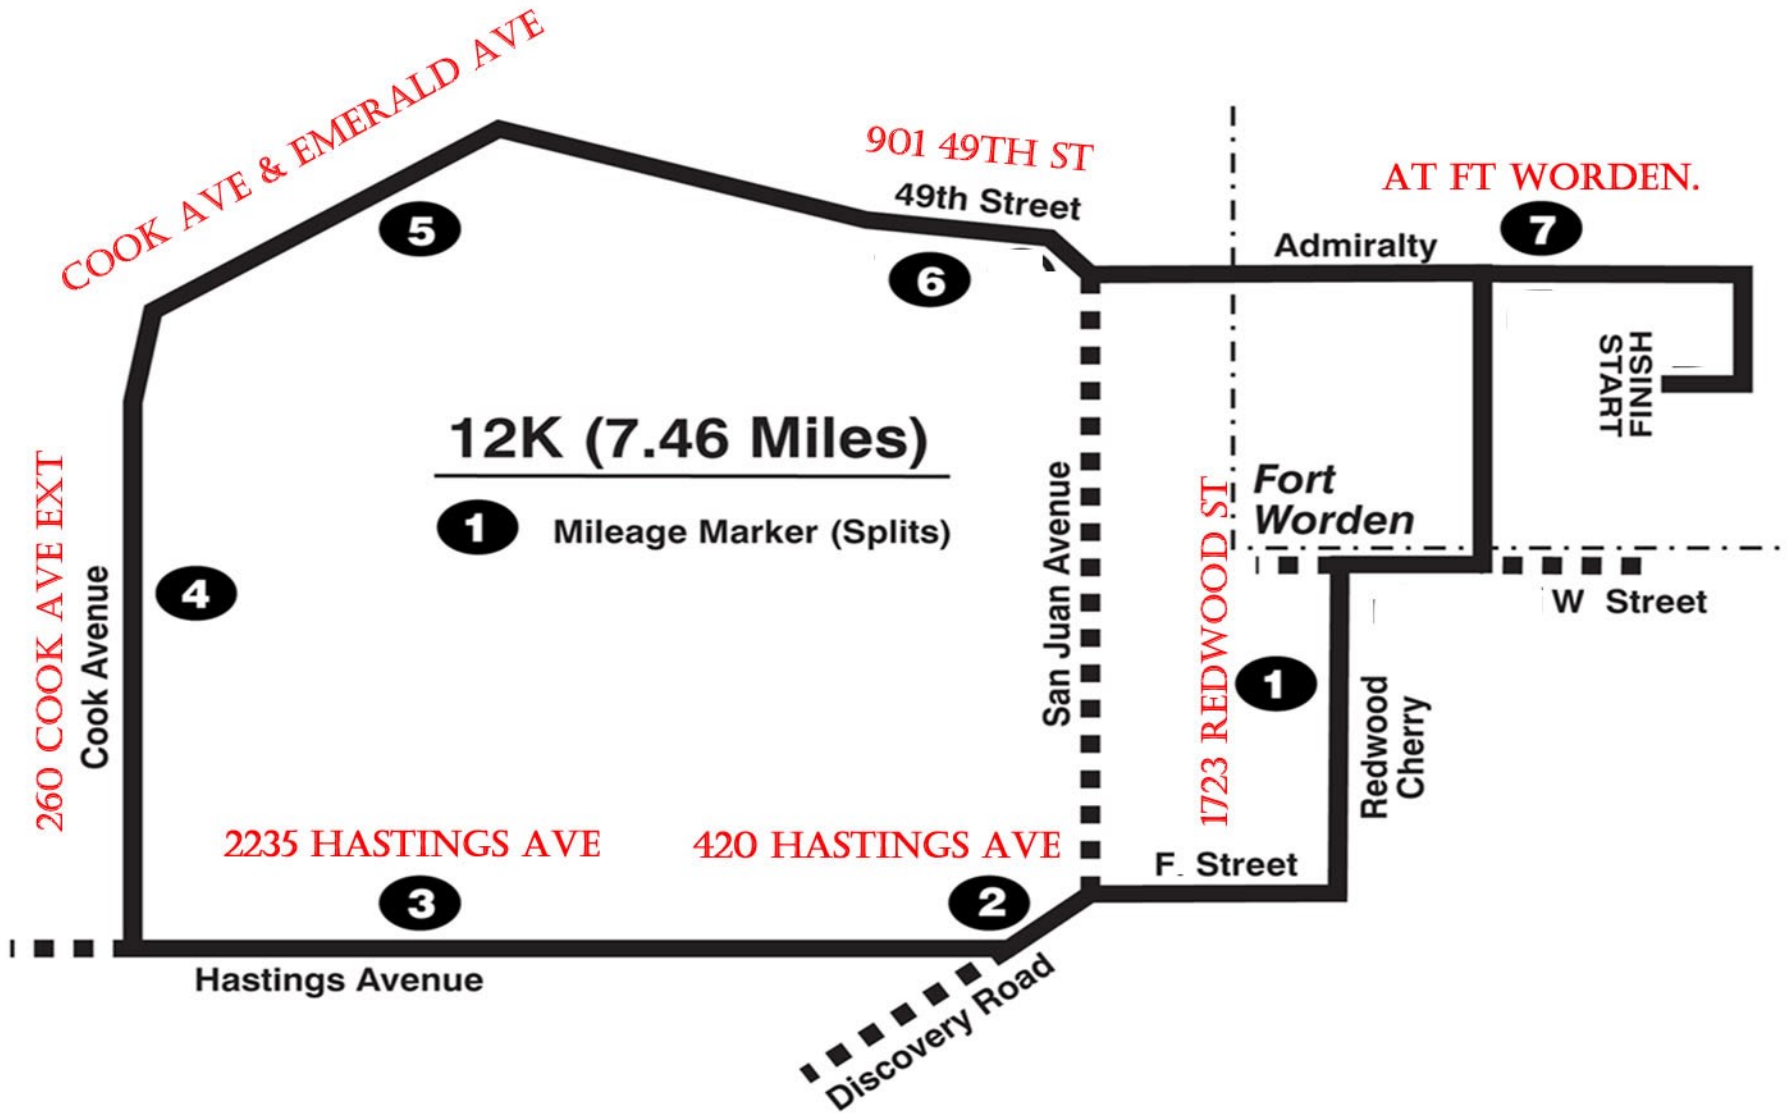 COOK AVE & EMERALD AVE
901 49TH ST
49th Street
AT FT WORDEN.
7
Admiralty
5
6
START
FINISH
12K (7.46 Miles)
1 Mileage Marker (Splits)
Fort
Worden
San Juan Avenue
1723 REDWOOD ST
W Street
260 COOK AVE EXT
Cook Avenue
4
1
Redwood
Cherry
2235 HASTINGS AVE
420 HASTINGS AVE
F. Street
3
2
Hastings Avenue
Discovery Road